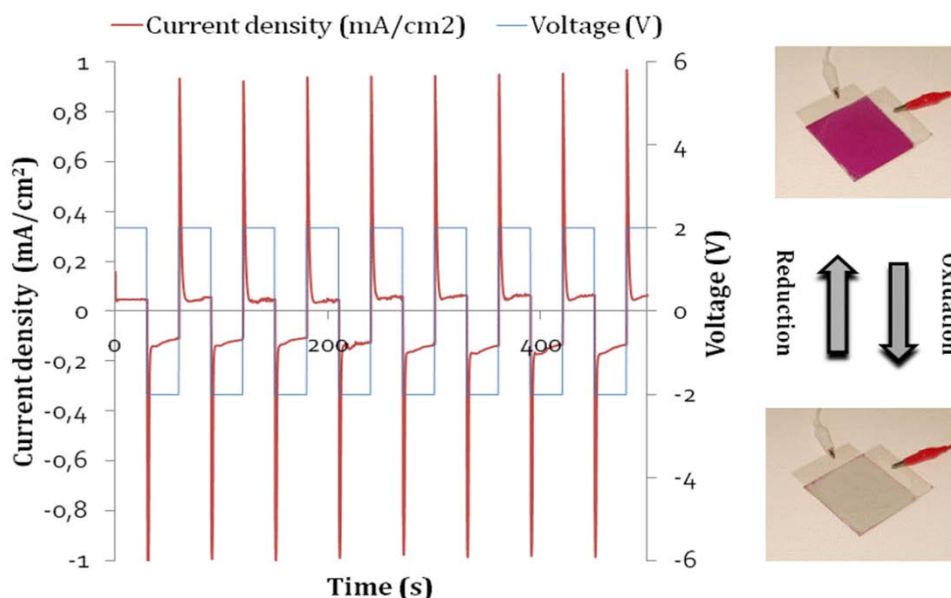 Current density (mA/cm2) Voltage (V)
1
0,8
0,6
0,4
0,2
0
-0,2
-0,4
-0,6
-0,8
-1
Current density (mA/cm²)
0 200 400
Time (s)
6
4
2
0
-2
-4
-6
Voltage (V)
Reduction
Oxidation